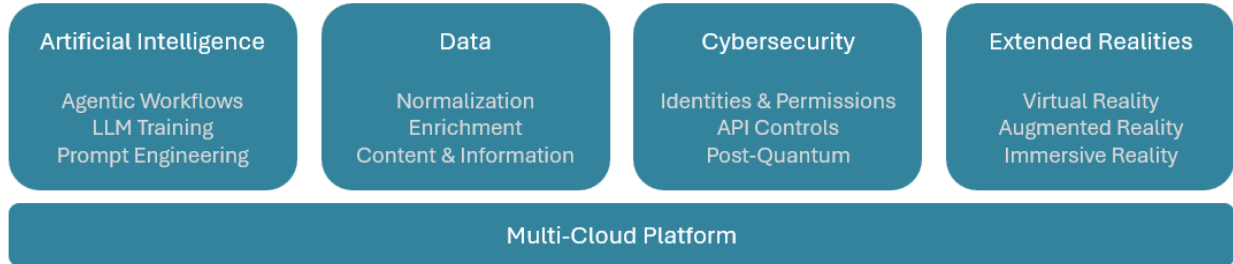 Artificial Intelligence
Agentic Workflows
LLM Training
Prompt Engineering
Data
Normalization
Enrichment
Content & Information
Cybersecurity
Identities & Permissions
API Controls
Post-Quantum
Extended Realities
Virtual Reality
Augmented Reality
Immersive Reality
Multi-Cloud Platform